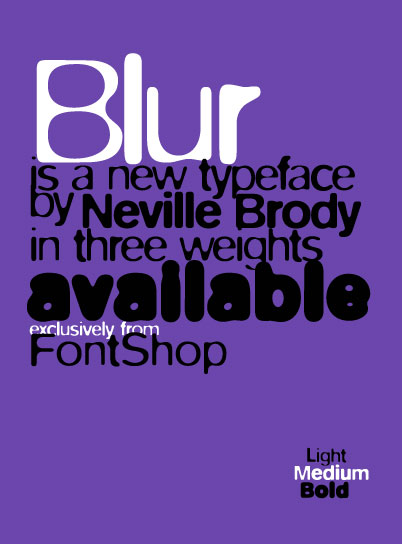 Blur
is a new typeface
by Neville Brody
in three weights
available
exclusively from
FontShop
Light
Medium
Bold